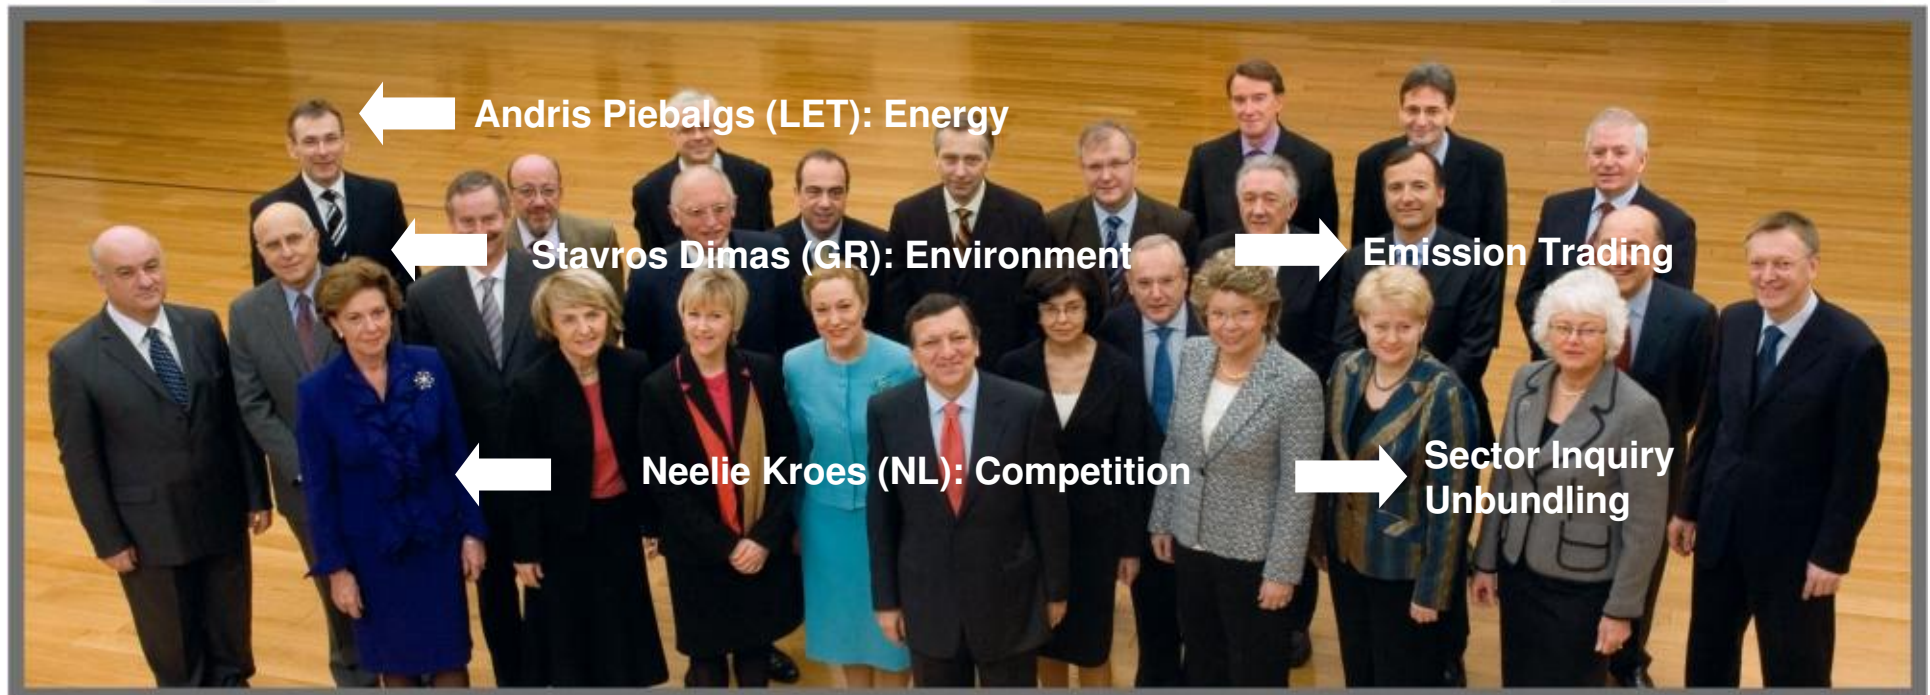 Andris Piebalgs (LET): Energy
Stavros Dimas (GR): Environment
Emission Trading
Neelie Kroes (NL): Competition
Sector Inquiry
Unbundling